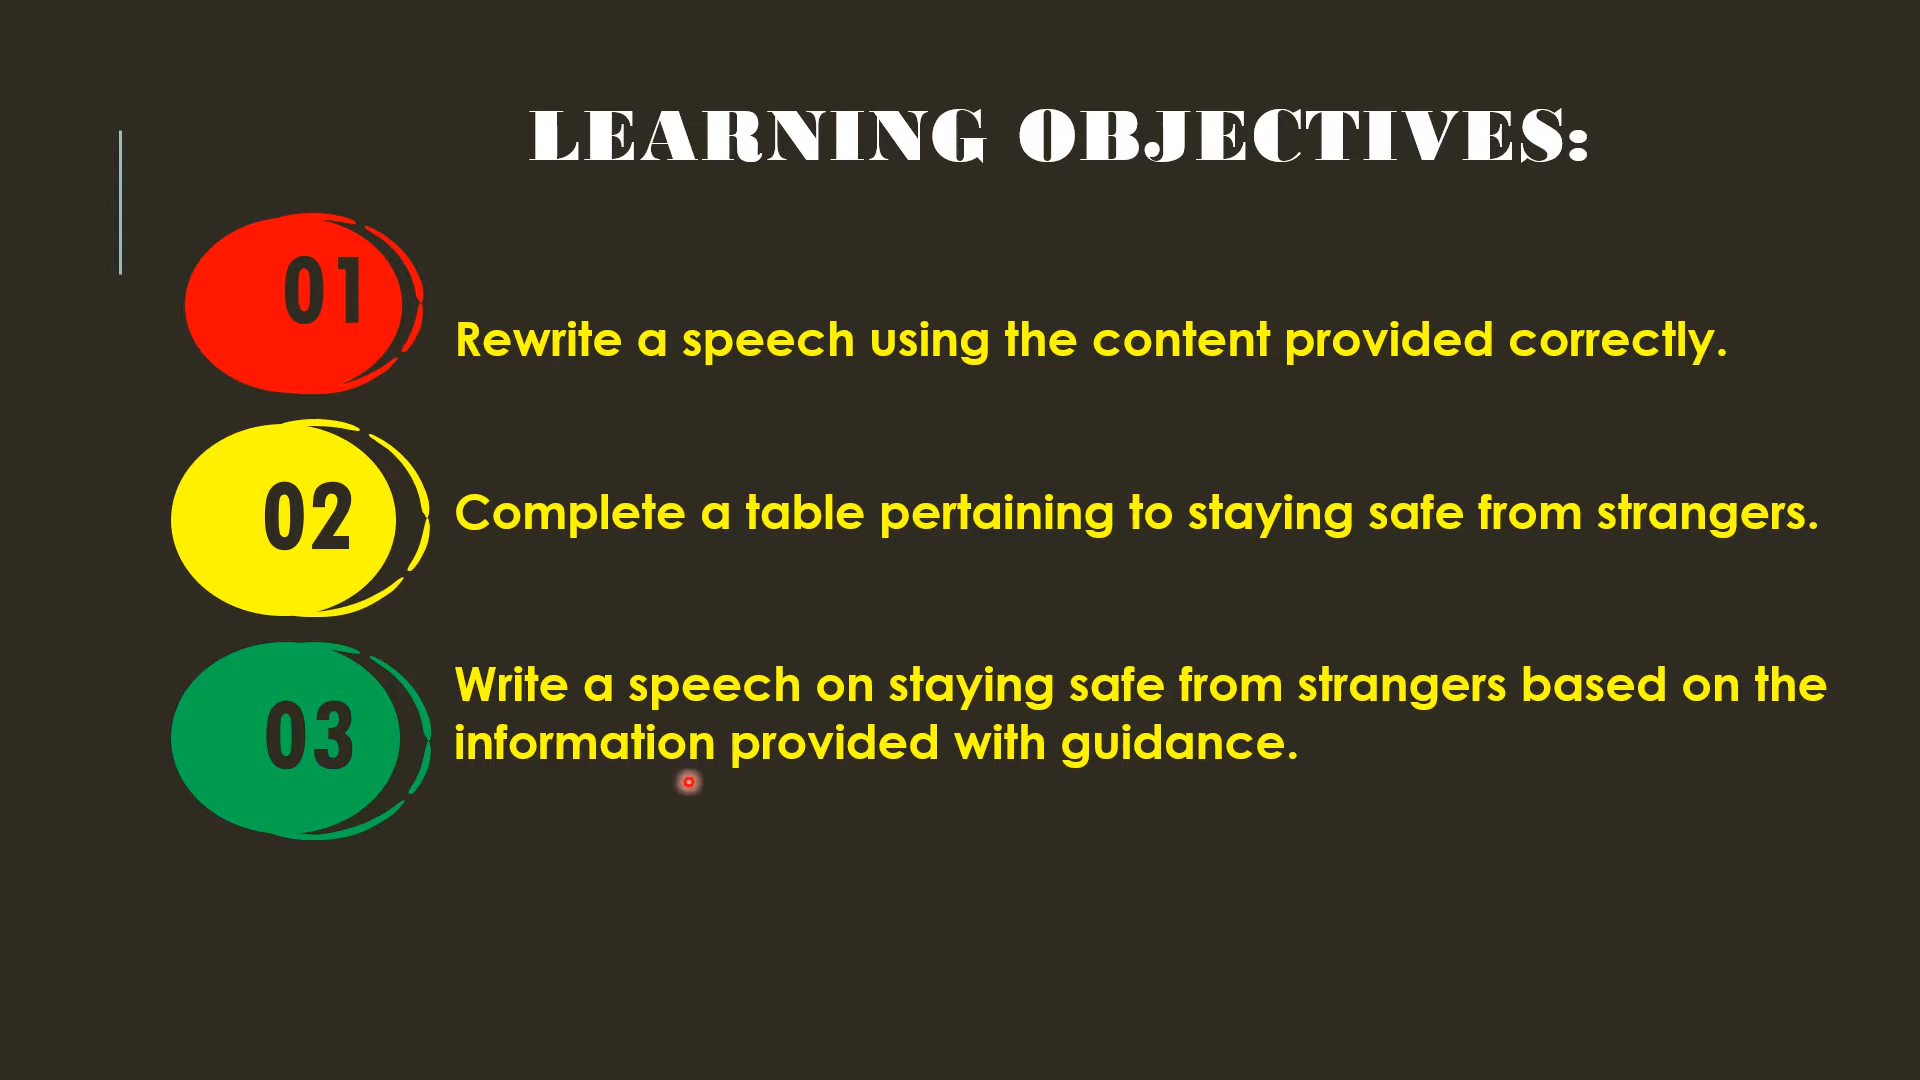 LEARNING OBJECTIVES:
01
Rewrite a speech using the content provided correctly.
02
Complete a table pertaining to staying safe from strangers.
03
Write a speech on staying safe from strangers based on the
information provided with guidance.